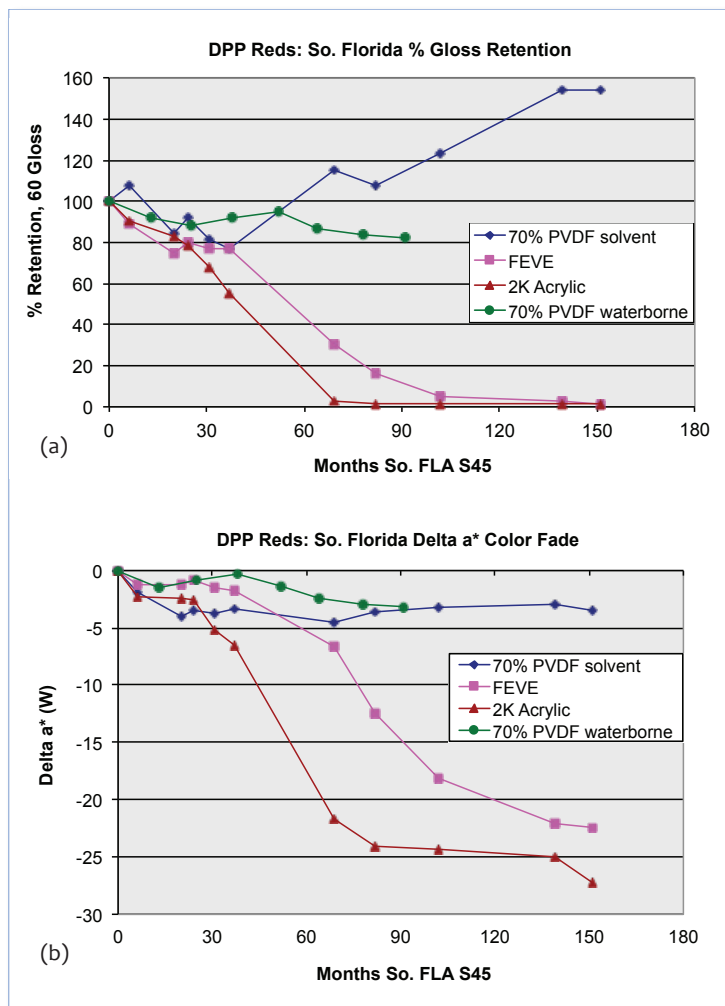 DPP Reds: So. Florida % Gloss Retention
% Retention, 60 Gloss
160
140
120
100
80
60
40
20
0
70% PVDF solvent
FEVE
2K Acrylic
70% PVDF waterborne
0 30 60 90 120 150 180
(a)
Months So. FLA S45
DPP Reds: So. Florida Delta a* Color Fade
Delta a* (W)
0
-5
-10
-15
-20
-25
-30
70% PVDF solvent
FEVE
2K Acrylic
70% PVDF waterborne
0 30 60 90 120 150 180
(b)
Months So. FLA S45